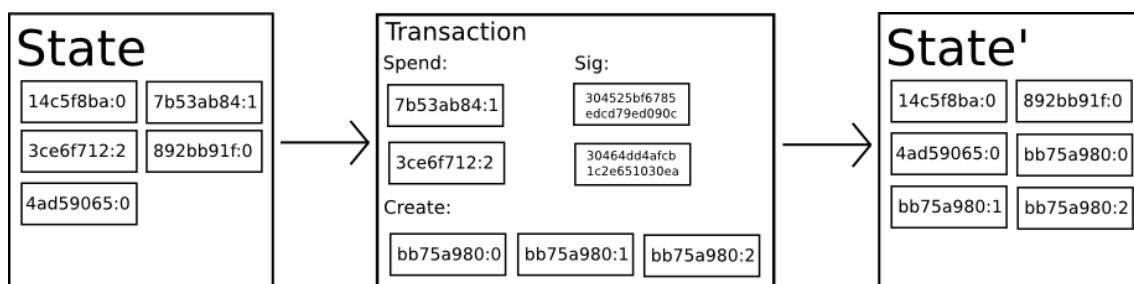 State
14c5f8ba:0 7b53ab84:1
3ce6f712:2 892bb91f:0
4ad59065:0
Transaction
Spend: Sig:
7b53ab84:1 304525bf6785
edcd79ed090c
3ce6f712:2 30464dd4afcb
1c2e651030ea
Create:
bb75a980:0 bb75a980:1 bb75a980:2
State'
14c5f8ba:0 892bb91f:0
4ad59065:0 bb75a980:0
bb75a980:1 bb75a980:2